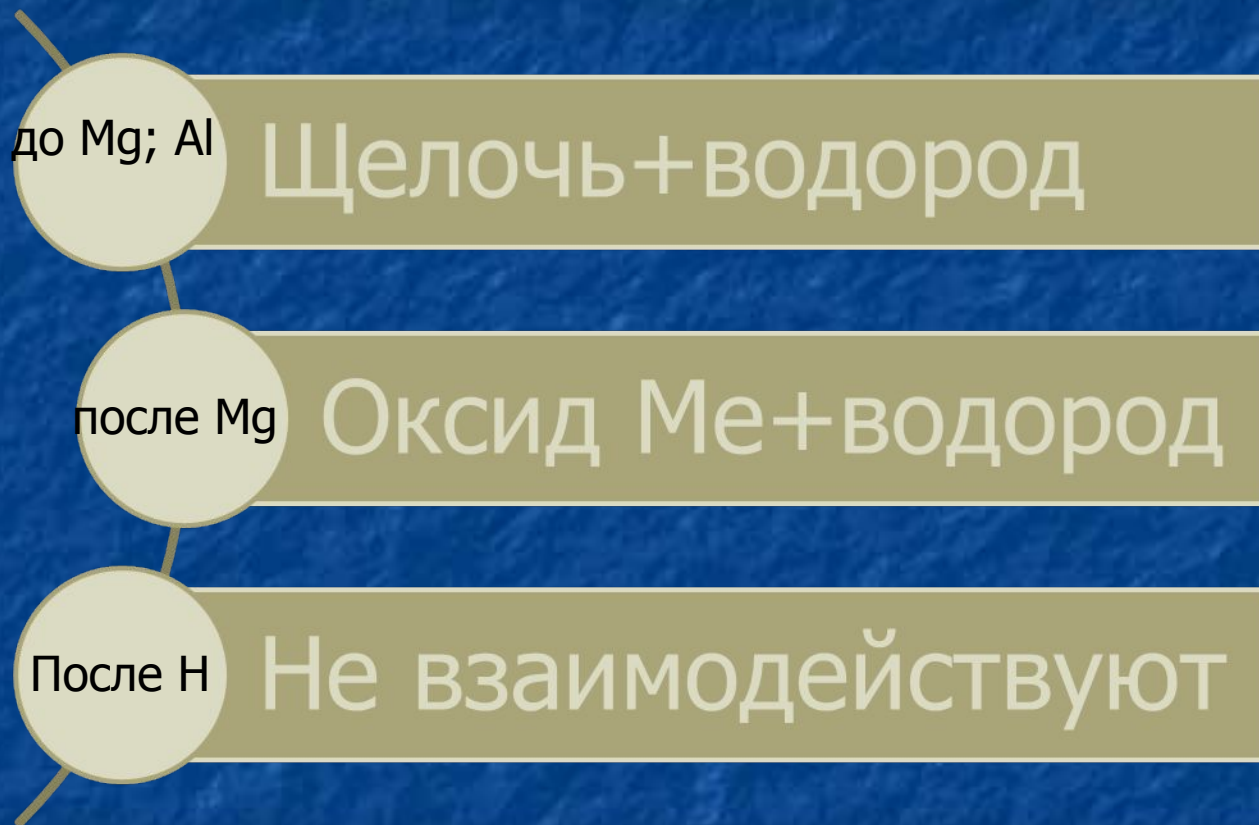 до Mg; Al
Щелочь+водород
после Mg
Оксид Ме+водород
После Н
Не взаимодействуют